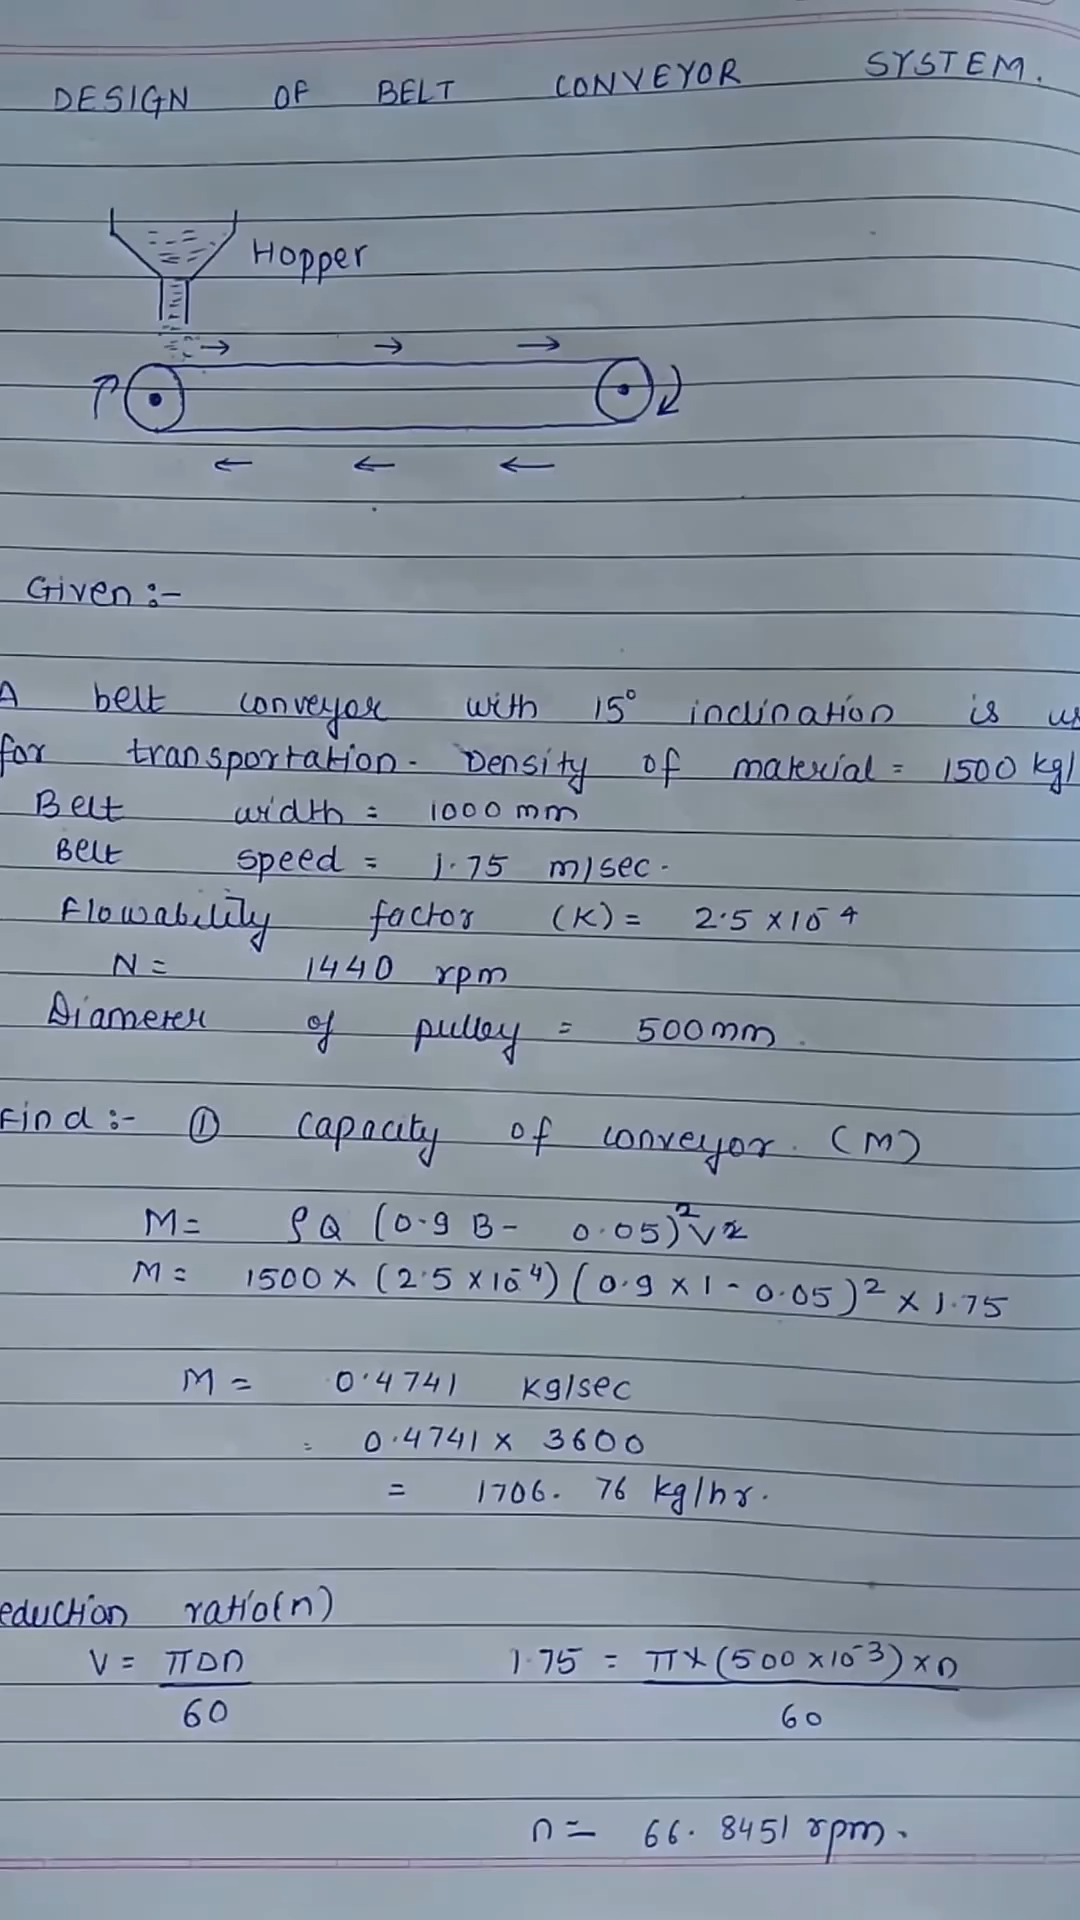 DESIGN OF BELT CONVEYOR SYSTEM.
Hopper
Given :-
A belt conveyor with 15° inclination is us
for transportation. Density of material = 1500 kg/
Belt width = 1000 mm
Belt speed = 1.75 m/sec.
Flowability factor (K) = 2.5 × 10⁻⁴
N = 1440 rpm
Diameter of pulley = 500mm.
Find :- ① capacity of conveyor. (M)
M = ρQ (0.9 B - 0.05)² V
M = 1500 × (2.5 × 10⁻⁴) (0.9 × 1 - 0.05)² × 1.75
M = 0.4741 kg/sec
= 0.4741 × 3600
= 1706. 76 kg/hr.
eduction ratio(n)
V = πDn / 60 1.75 = π × (500 × 10⁻³) × n / 60
n = 66. 8451 rpm.